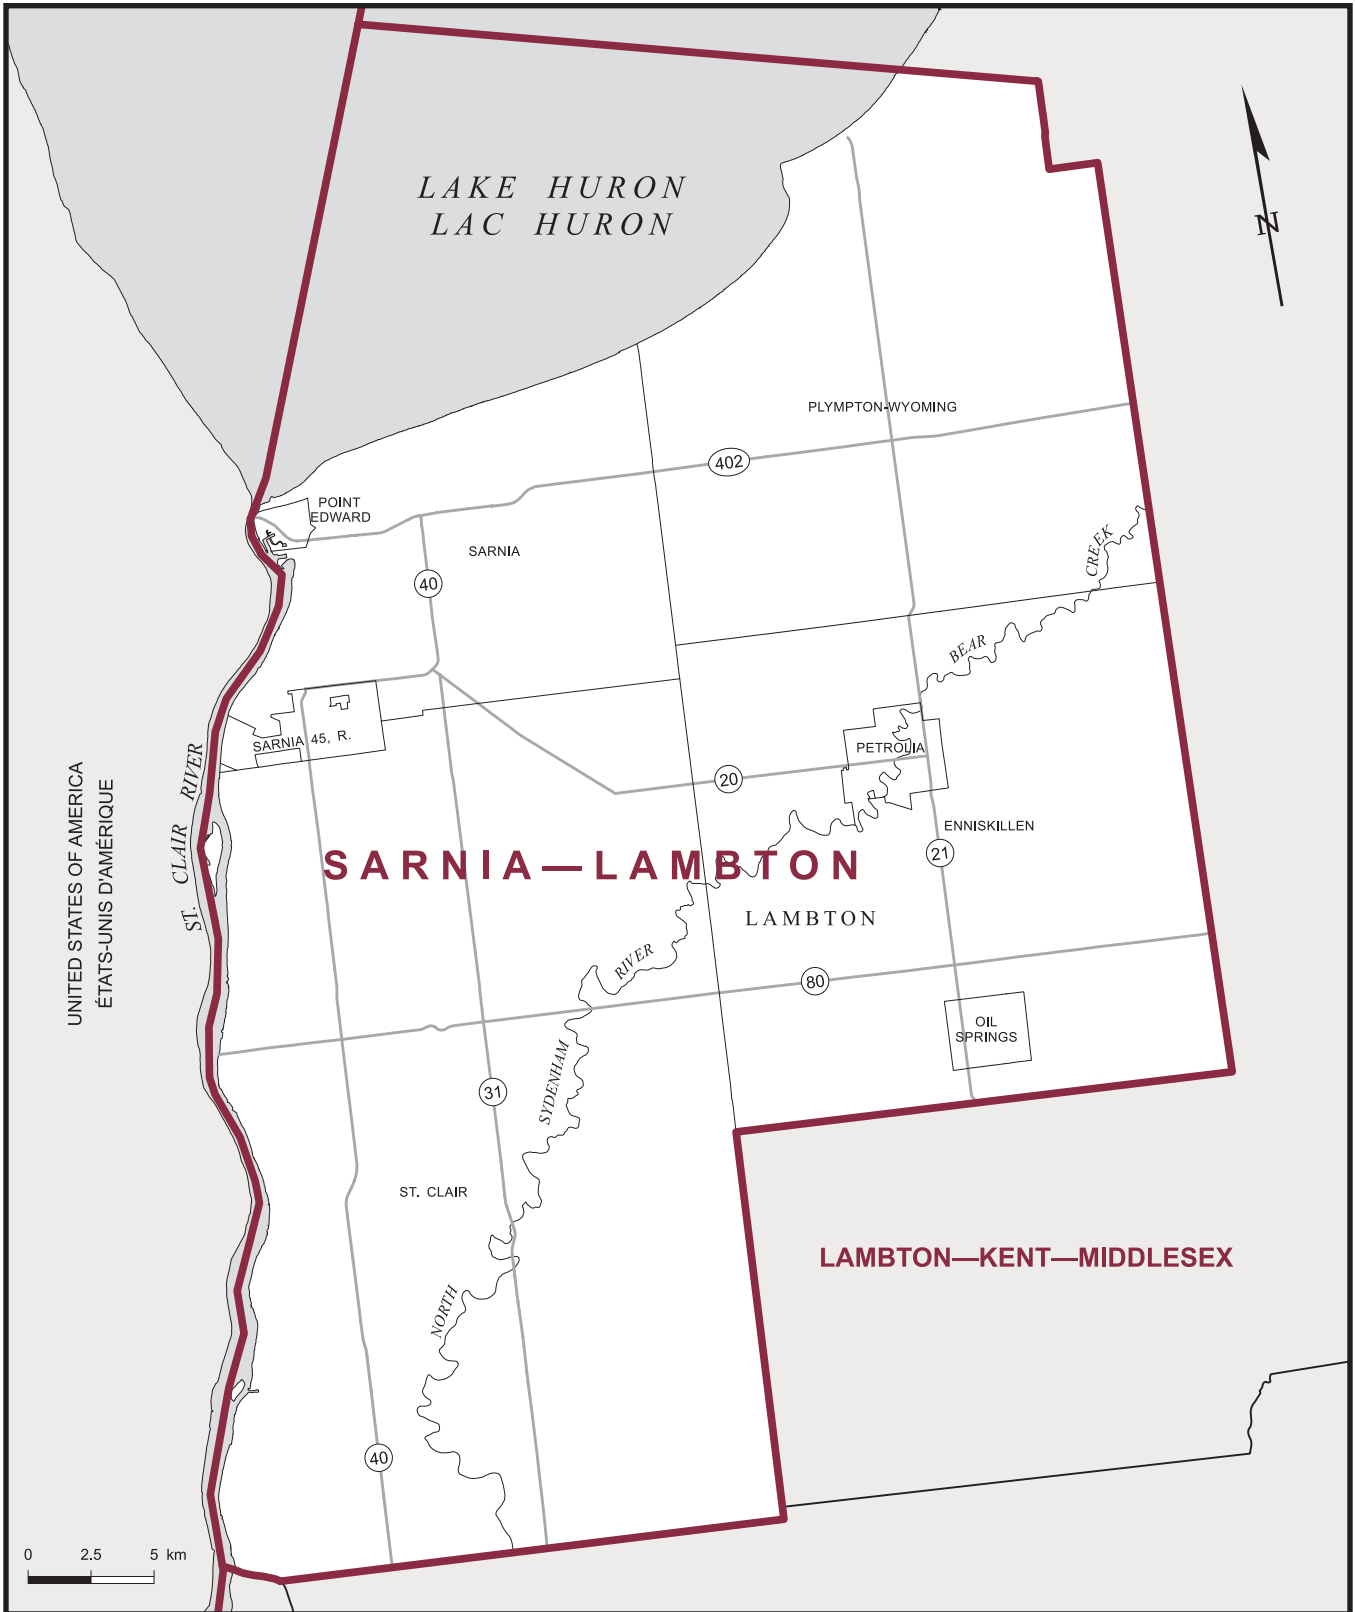 LAKE HURON
LAC HURON
N
PLYMPTON-WYOMING
402
POINT
EDWARD
SARNIA
CREEK
40
BEAR
SARNIA 45, R.
PETROLIA
20
ST. CLAIR RIVER
UNITED STATES OF AMERICA
ÉTATS-UNIS D'AMÉRIQUE
ENNISKILLEN
21
SARNIA—LAMBTON
LAMBTON
RIVER
80
OIL
SPRINGS
SYDENHAM
31
ST. CLAIR
LAMBTON—KENT—MIDDLESEX
NORTH
40
0 2.5 5 km